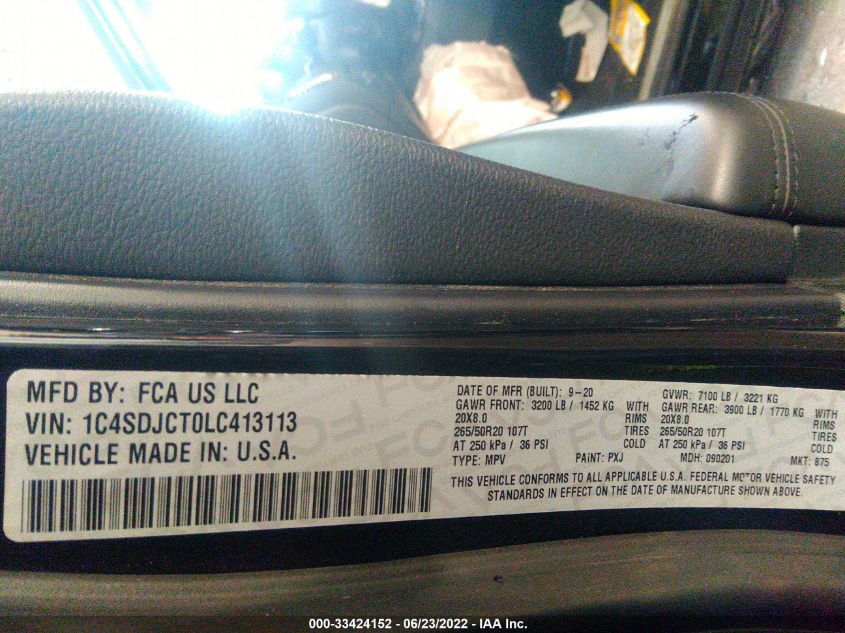 MFD BY: FCA US LLC
VIN: 1C4SDJCT0LC413113
VEHICLE MADE IN: U.S.A.
DATE OF MFR (BUILT): 9-20 GVWR: 7100 LB / 3221 KG
GAWR FRONT: 3200 LB / 1452 KG WITH GAWR REAR: 3900 LB / 1770 KG WITH
20X8.0 RIMS 20X8.0 RIMS
265/50R20 107T TIRES 265/50R20 107T TIRES
AT 250 kPa / 36 PSI COLD AT 250 kPa / 36 PSI COLD
TYPE: MPV PAINT: PXJ MDH: 090201 MKT: 875
THIS VEHICLE CONFORMS TO ALL APPLICABLE U.S.A. FEDERAL MOTOR VEHICLE SAFETY
STANDARDS IN EFFECT ON THE DATE OF MANUFACTURE SHOWN ABOVE.
000-33424152 - 06/23/2022 - IAA Inc.